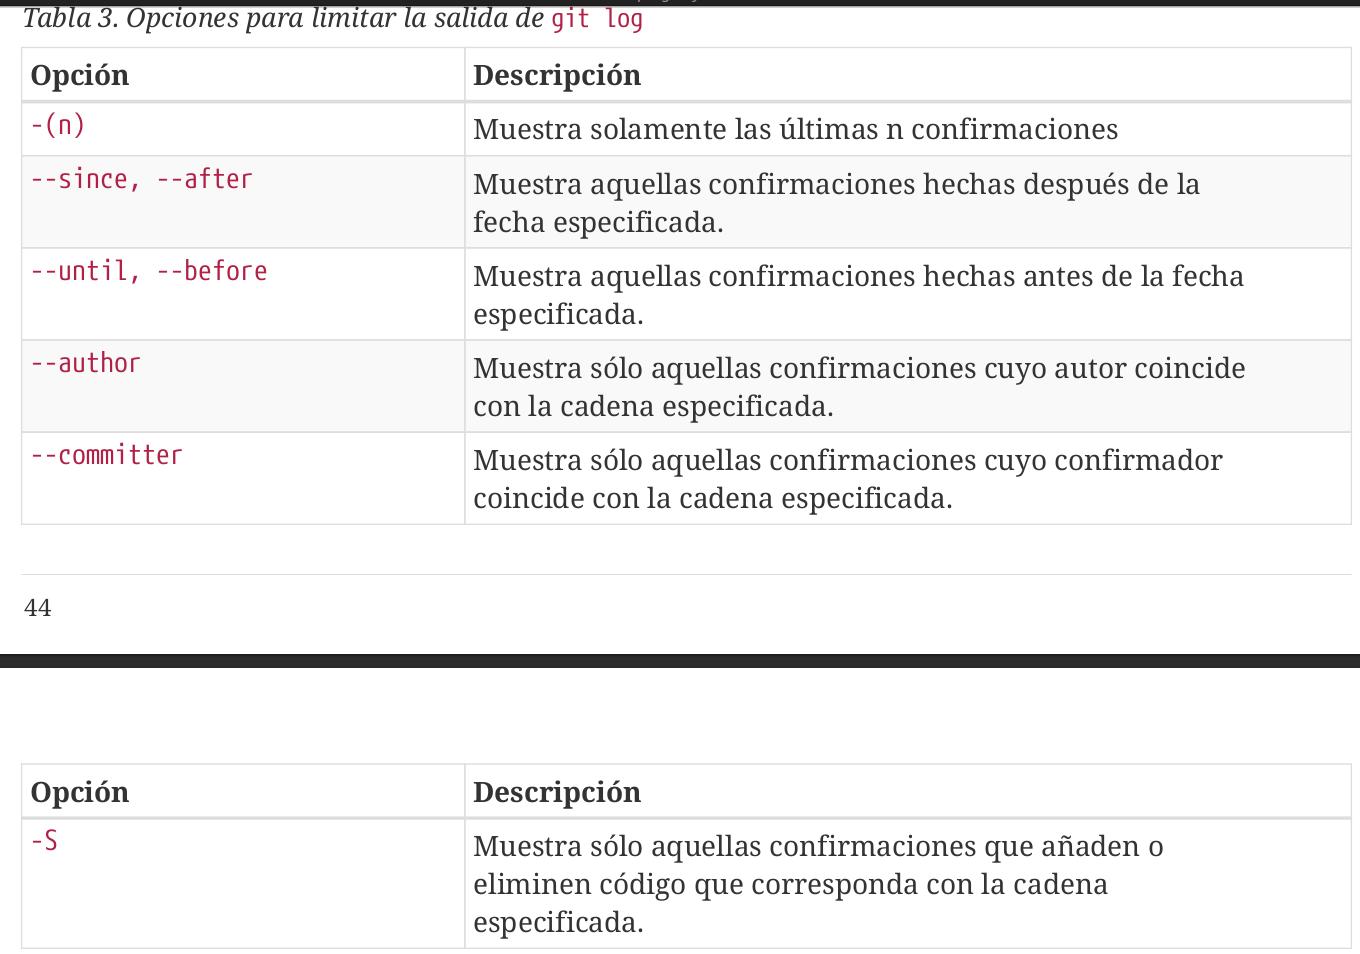 Tabla 3. Opciones para limitar la salida de git log
Opción Descripción
-(n) Muestra solamente las últimas n confirmaciones
--since, --after Muestra aquellas confirmaciones hechas después de la
fecha especificada.
--until, --before Muestra aquellas confirmaciones hechas antes de la fecha
especificada.
--author Muestra sólo aquellas confirmaciones cuyo autor coincide
con la cadena especificada.
--committer Muestra sólo aquellas confirmaciones cuyo confirmador
coincide con la cadena especificada.
44
Opción Descripción
-S Muestra sólo aquellas confirmaciones que añaden o
eliminen código que corresponda con la cadena
especificada.